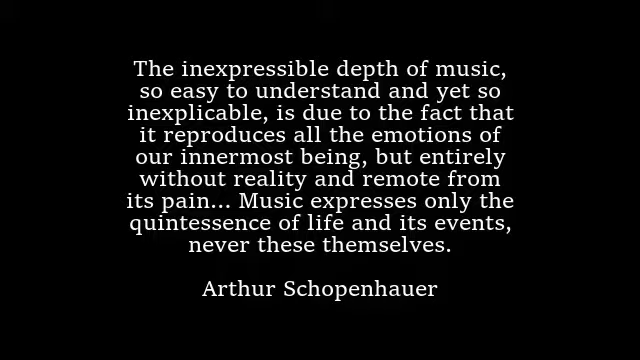 The inexpressible depth of music,
so easy to understand and yet so
inexplicable, is due to the fact that
it reproduces all the emotions of
our innermost being, but entirely
without reality and remote from
its pain... Music expresses only the
quintessence of life and its events,
never these themselves.
Arthur Schopenhauer